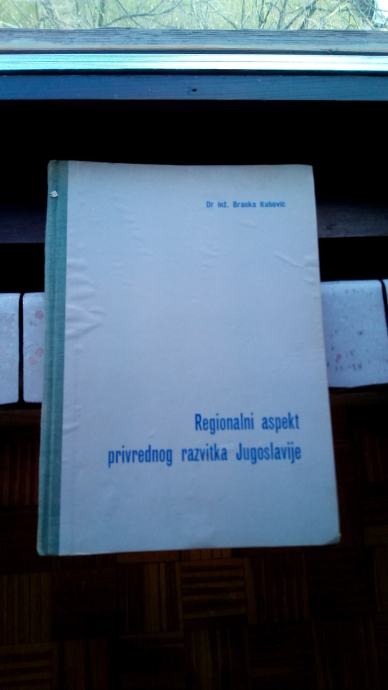 Dr inž. Branko Kubović
Regionalni aspekt
privrednog razvitka Jugoslavije